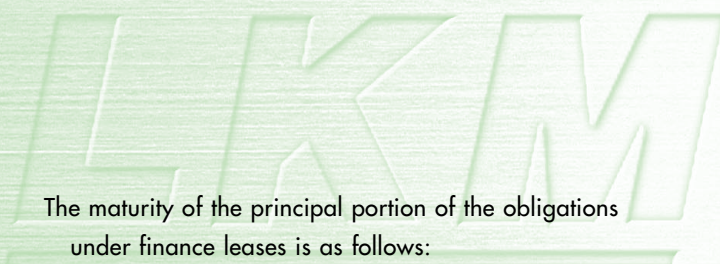 LKM
The maturity of the principal portion of the obligations
under finance leases is as follows: